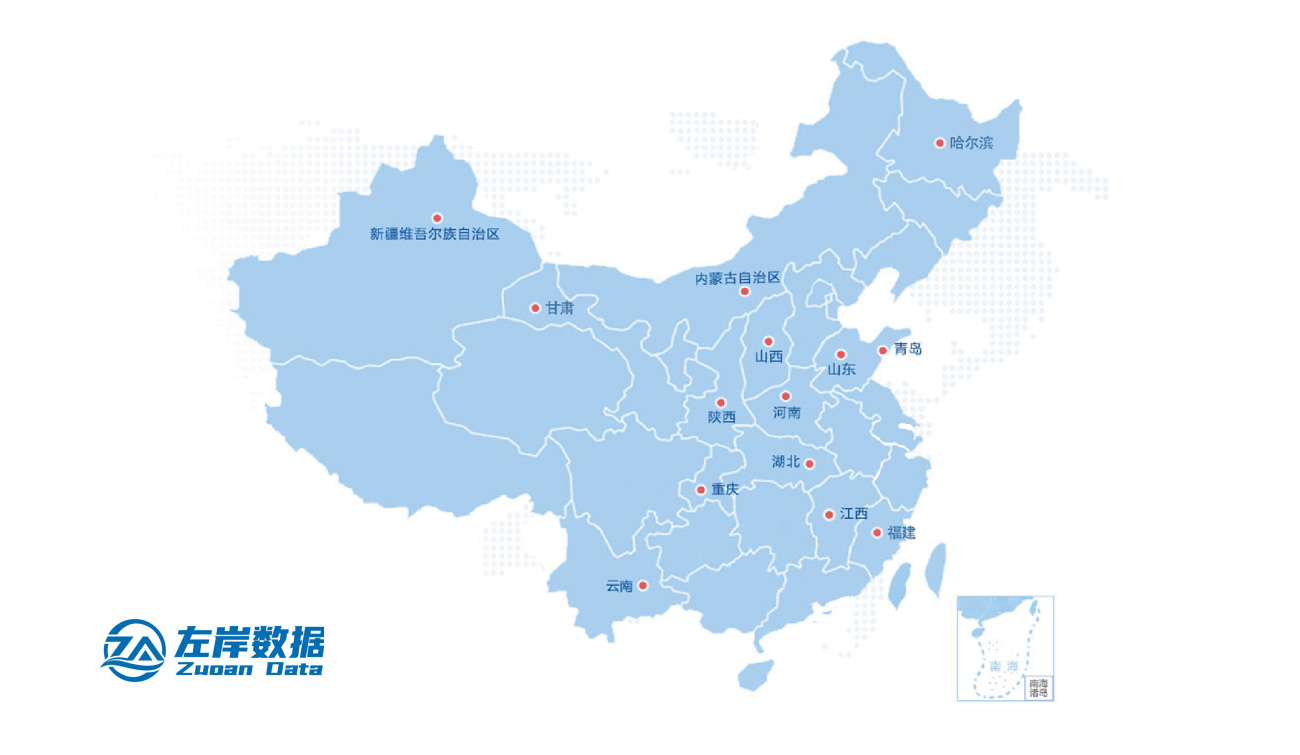 哈尔滨
新疆维吾尔族自治区
内蒙古自治区
甘肃
山西
青岛
山东
陕西
河南
湖北
重庆
江西
福建
云南
左岸数据
Zuoan Data
南 海
南海
诸岛